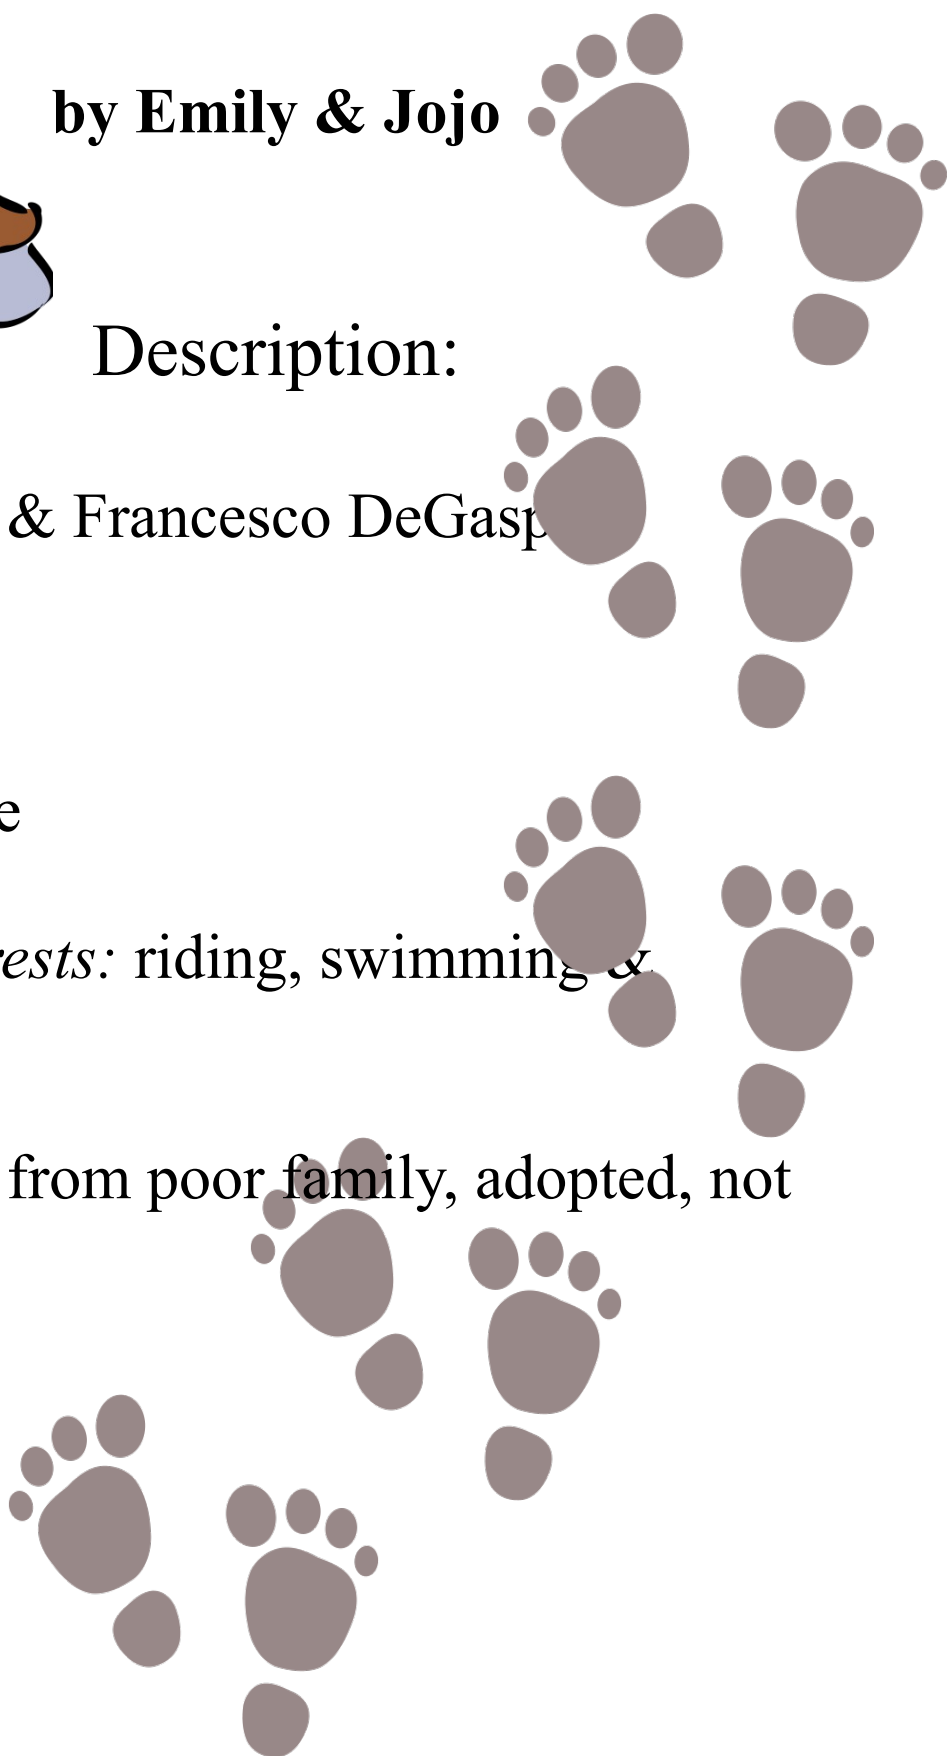 by Emily & Jojo
Description:
& Francesco DeGasp
e
ests: riding, swimming &
from poor family, adopted, not